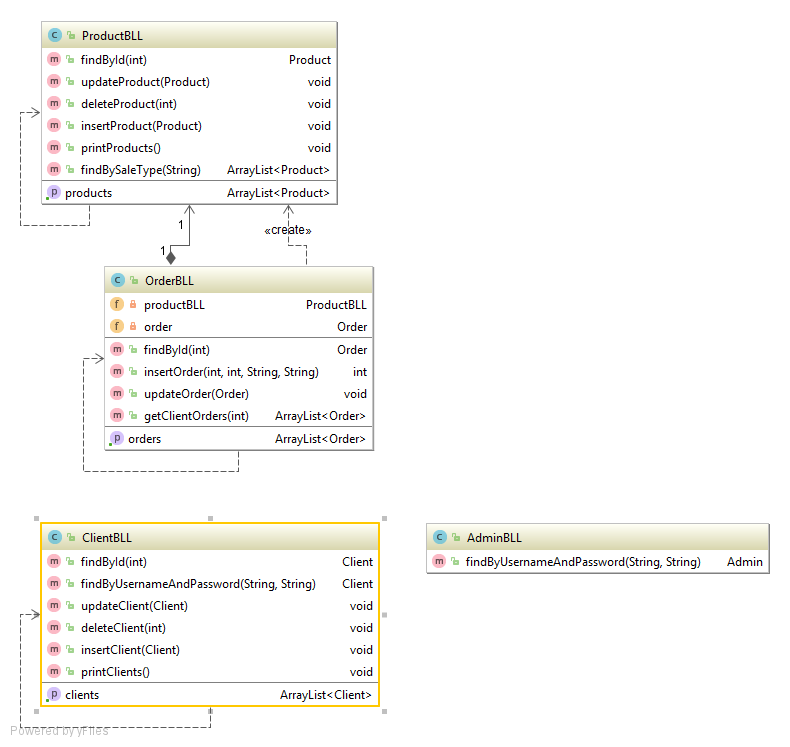 C ProductBLL
m findById(int) Product
m updateProduct(Product) void
m deleteProduct(int) void
m insertProduct(Product) void
m printProducts() void
m findBySaleType(String) ArrayList<Product>
p products ArrayList<Product>
1
«create»
1
C OrderBLL
f productBLL ProductBLL
f order Order
m findById(int) Order
m insertOrder(int, int, String, String) int
m updateOrder(Order) void
m getClientOrders(int) ArrayList<Order>
p orders ArrayList<Order>
C ClientBLL
m findById(int) Client
m findByUsernameAndPassword(String, String) Client
m updateClient(Client) void
m deleteClient(int) void
m insertClient(Client) void
m printClients() void
p clients ArrayList<Client>
C AdminBLL
m findByUsernameAndPassword(String, String) Admin
Powered by yFiles